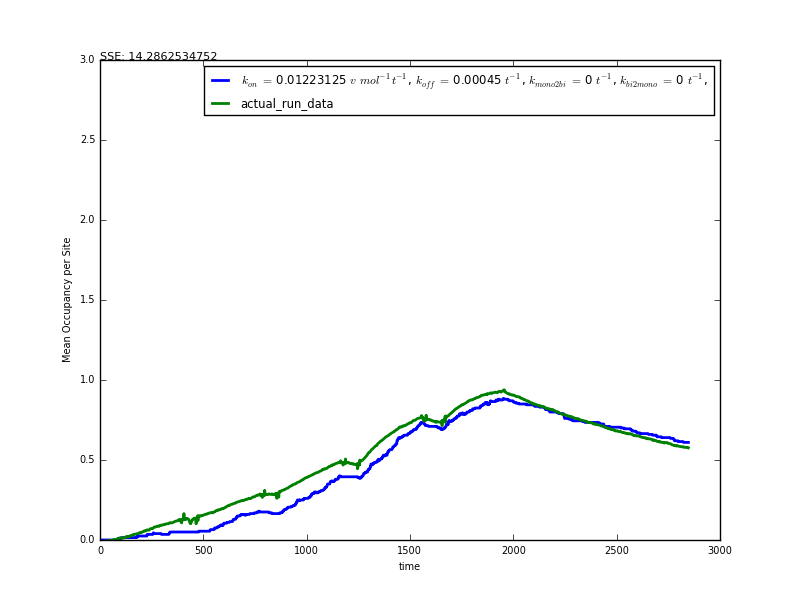 SSE: 14.2862534752
k_on = 0.01223125 v mol^−1 t^−1, k_off = 0.00045 t^−1, k_mono2bi = 0 t^−1, k_bi2mono = 0 t^−1,
actual_run_data
3.0
2.5
2.0
1.5
1.0
0.5
0.0
Mean Occupancy per Site
0 500 1000 1500 2000 2500 3000
time